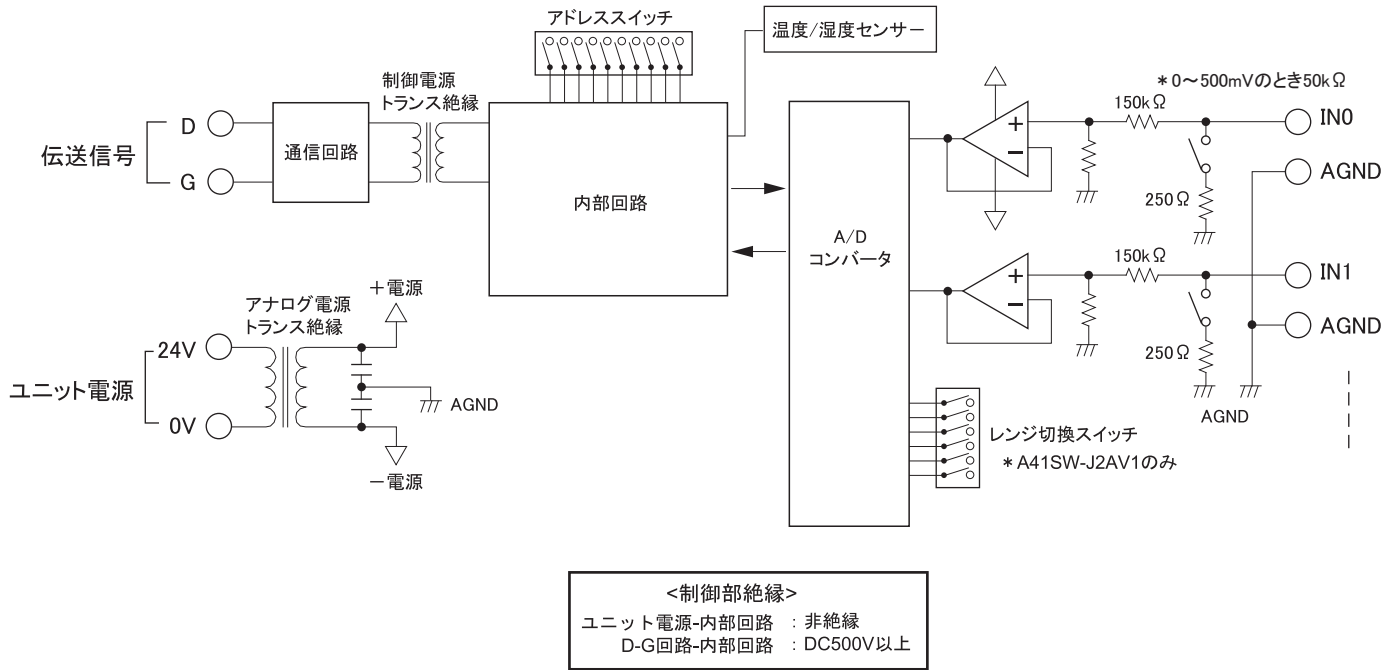 アドレススイッチ
温度/湿度センサー
制御電源
トランス絶縁
*0～500mVのとき50kΩ
150kΩ
IN0
D
伝送信号
G
通信回路
内部回路
AGND
250Ω
A/D
コンバータ
150kΩ
IN1
+電源
アナログ電源
トランス絶縁
24V
AGND
250Ω
ユニット電源
AGND
0V
AGND
レンジ切換スイッチ
*A41SW-J2AV1のみ
−電源
<制御部絶縁>
ユニット電源-内部回路 : 非絶縁
D-G回路-内部回路 : DC500V以上